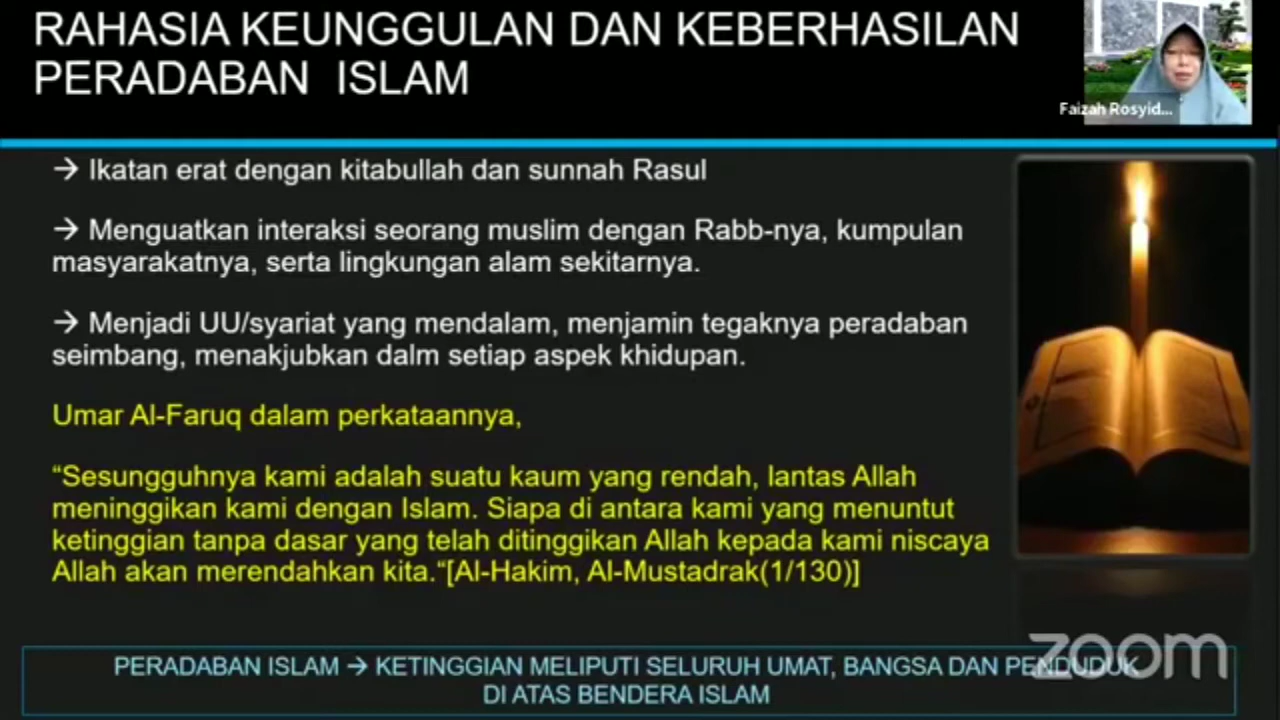 RAHASIA KEUNGGULAN DAN KEBERHASILAN
PERADABAN ISLAM
Faizah Rosyid...
→ Ikatan erat dengan kitabullah dan sunnah Rasul
→ Menguatkan interaksi seorang muslim dengan Rabb-nya, kumpulan
masyarakatnya, serta lingkungan alam sekitarnya.
→ Menjadi UU/syariat yang mendalam, menjamin tegaknya peradaban
seimbang, menakjubkan dalm setiap aspek khidupan.
Umar Al-Faruq dalam perkataannya,
“Sesungguhnya kami adalah suatu kaum yang rendah, lantas Allah
meninggikan kami dengan Islam. Siapa di antara kami yang menuntut
ketinggian tanpa dasar yang telah ditinggikan Allah kepada kami niscaya
Allah akan merendahkan kita.“[Al-Hakim, Al-Mustadrak(1/130)]
PERADABAN ISLAM → KETINGGIAN MELIPUTI SELURUH UMAT, BANGSA DAN PENDUDUK
DI ATAS BENDERA ISLAM
zoom